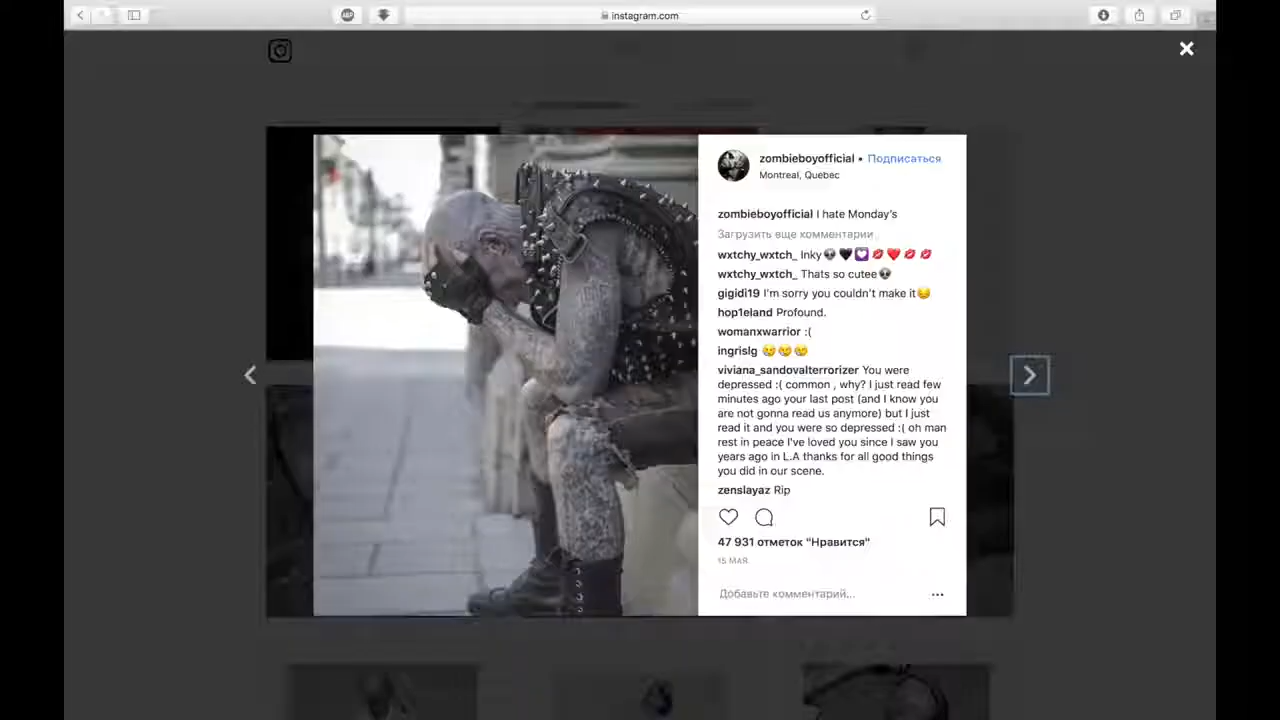 ABP
instagram.com
zombieboyofficial • Подписаться
Montreal, Quebec
zombieboyofficial I hate Monday's
Загрузить еще комментарии
wxtchy_wxtch_ Inky👽🖤💟💋❤️💋💋
wxtchy_wxtch_ Thats so cutee👽
gigidi19 I'm sorry you couldn't make it😔
hop1eland Profound.
womanxwarrior :(
ingrislg 😢😢😢
viviana_sandovalterrorizer You were
depressed :( common , why? I just read few
minutes ago your last post (and I know you
are not gonna read us anymore) but I just
read it and you were so depressed :( oh man
rest in peace I've loved you since I saw you
years ago in L.A thanks for all good things
you did in our scene.
zenslayaz Rip
47 931 отметок "Нравится"
15 МАЯ
Добавьте комментарий...